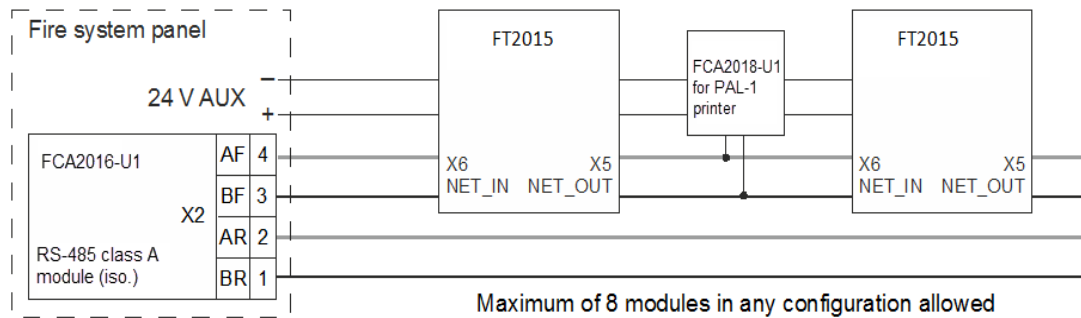 Fire system panel
24 V AUX
−
+
FCA2016-U1
X2
RS-485 class A
module (iso.)
AF 4
BF 3
AR 2
BR 1
FT2015
X6 X5
NET_IN NET_OUT
FCA2018-U1
for PAL-1
printer
FT2015
X6 X5
NET_IN NET_OUT
Maximum of 8 modules in any configuration allowed